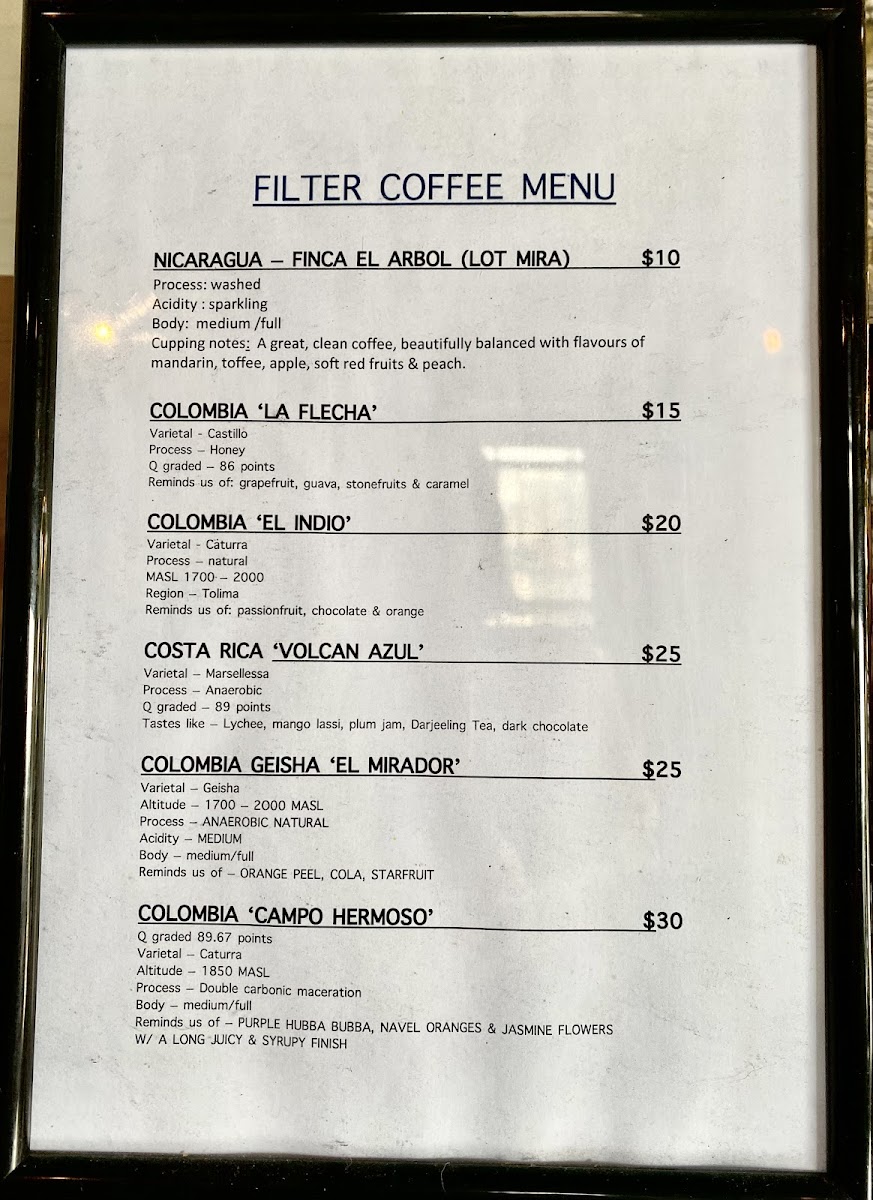 FILTER COFFEE MENU
NICARAGUA – FINCA EL ARBOL (LOT MIRA) $10
Process: washed
Acidity : sparkling
Body: medium /full
Cupping notes: A great, clean coffee, beautifully balanced with flavours of
mandarin, toffee, apple, soft red fruits & peach.
COLOMBIA ‘LA FLECHA’ $15
Varietal - Castillo
Process – Honey
Q graded – 86 points
Reminds us of: grapefruit, guava, stonefruits & caramel
COLOMBIA ‘EL INDIO’ $20
Varietal - Caturra
Process – natural
MASL 1700 – 2000
Region – Tolima
Reminds us of: passionfruit, chocolate & orange
COSTA RICA ‘VOLCAN AZUL’ $25
Varietal – Marsellessa
Process – Anaerobic
Q graded – 89 points
Tastes like – Lychee, mango lassi, plum jam, Darjeeling Tea, dark chocolate
COLOMBIA GEISHA ‘EL MIRADOR’ $25
Varietal – Geisha
Altitude – 1700 – 2000 MASL
Process – ANAEROBIC NATURAL
Acidity – MEDIUM
Body – medium/full
Reminds us of – ORANGE PEEL, COLA, STARFRUIT
COLOMBIA ‘CAMPO HERMOSO’ $30
Q graded 89.67 points
Varietal – Caturra
Altitude – 1850 MASL
Process – Double carbonic maceration
Body – medium/full
Reminds us of – PURPLE HUBBA BUBBA, NAVEL ORANGES & JASMINE FLOWERS
W/ A LONG JUICY & SYRUPY FINISH